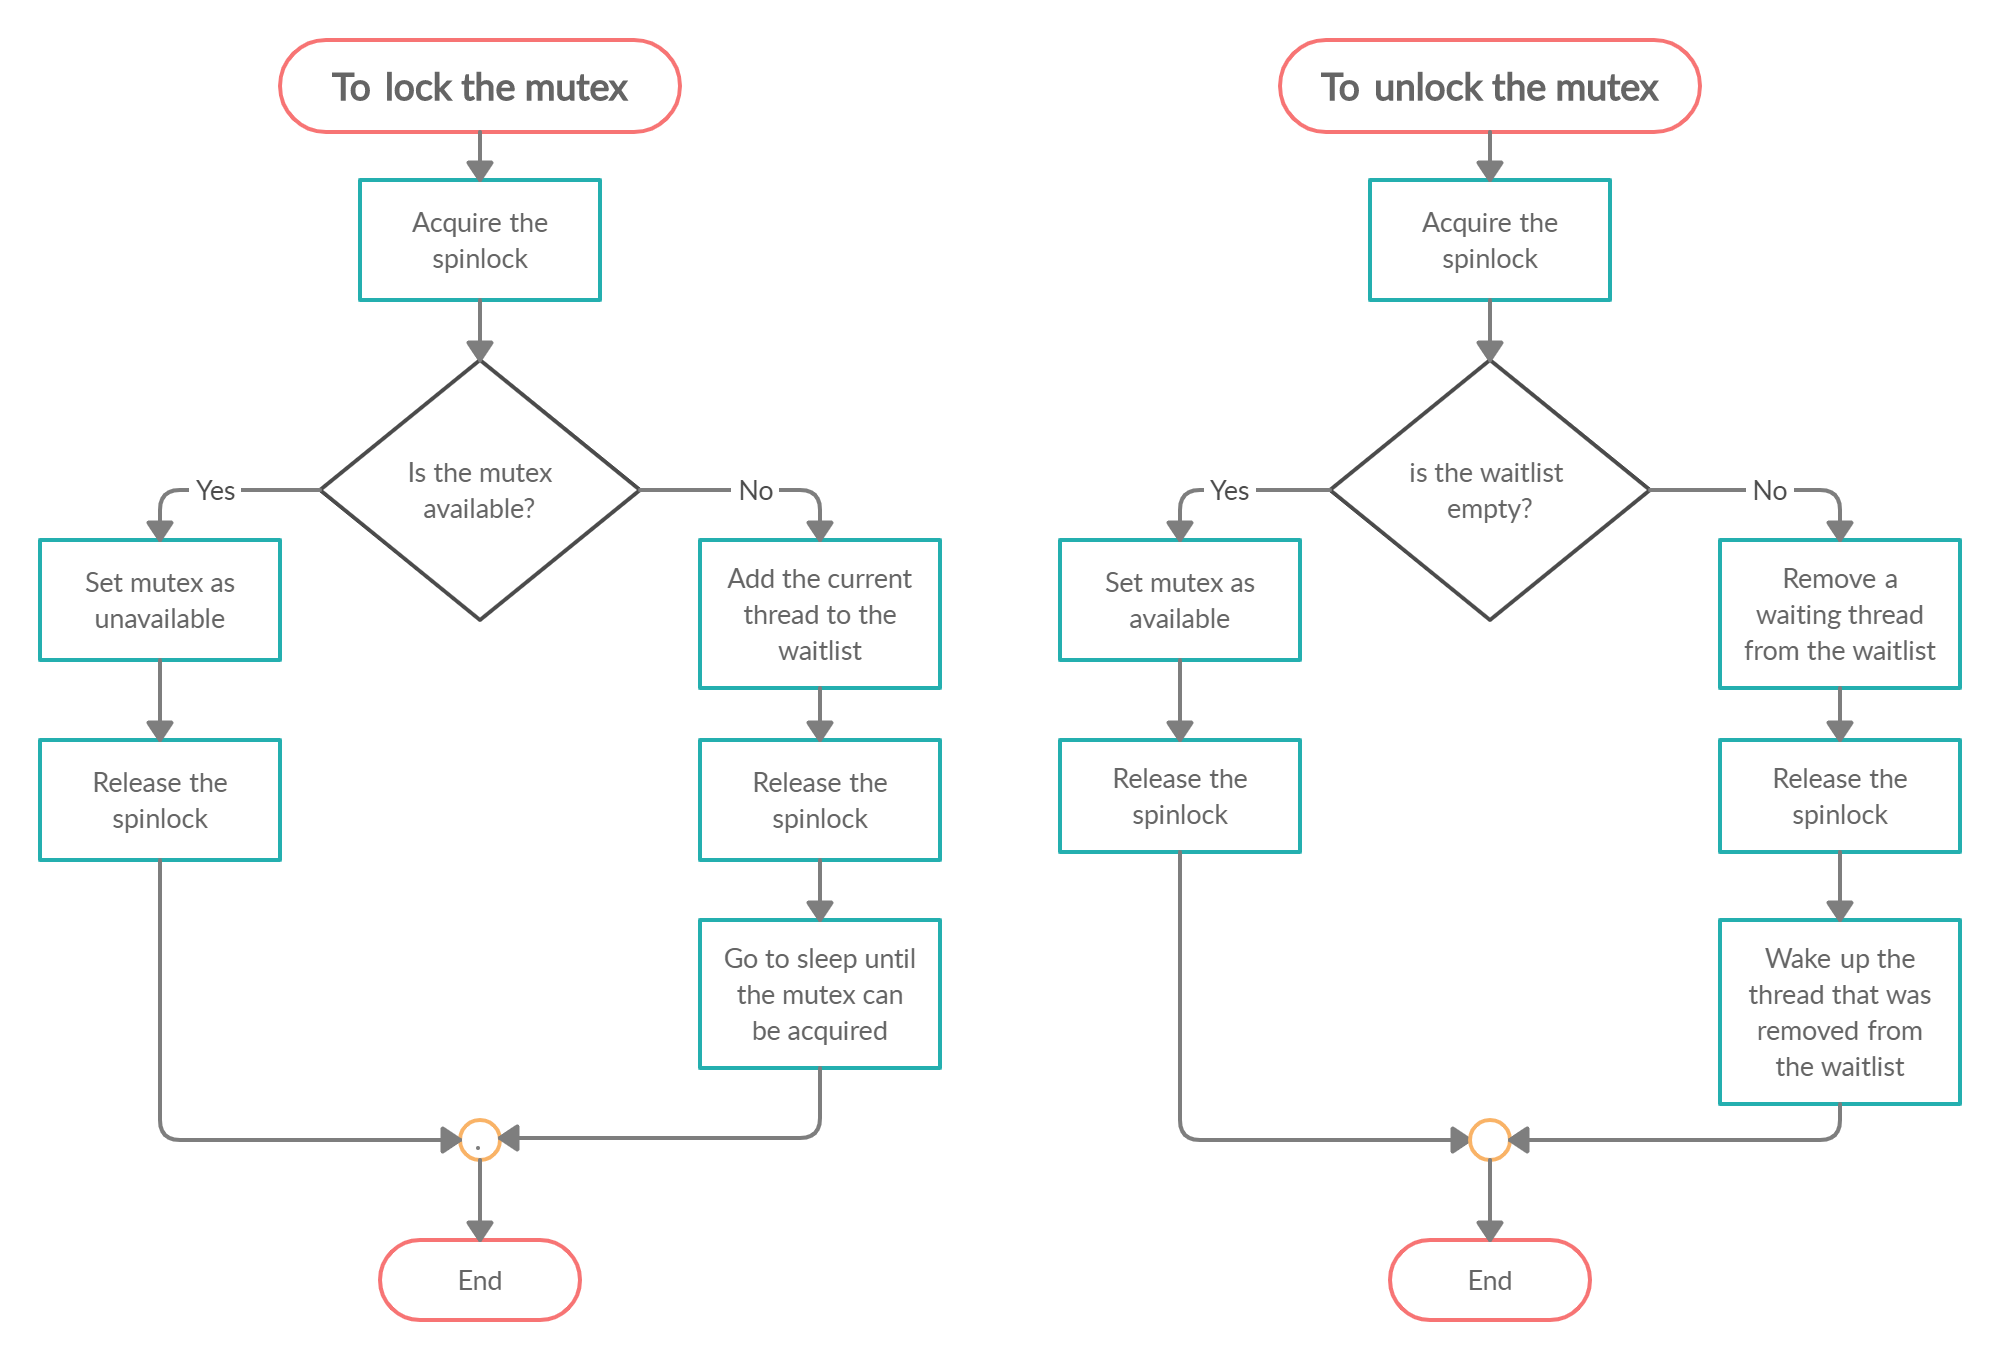 To lock the mutex
Acquire the
spinlock
Is the mutex
available?
Yes
No
Set mutex as
unavailable
Release the
spinlock
Add the current
thread to the
waitlist
Release the
spinlock
Go to sleep until
the mutex can
be acquired
.
End
To unlock the mutex
Acquire the
spinlock
is the waitlist
empty?
Yes
No
Set mutex as
available
Release the
spinlock
Remove a
waiting thread
from the waitlist
Release the
spinlock
Wake up the
thread that was
removed from
the waitlist
End